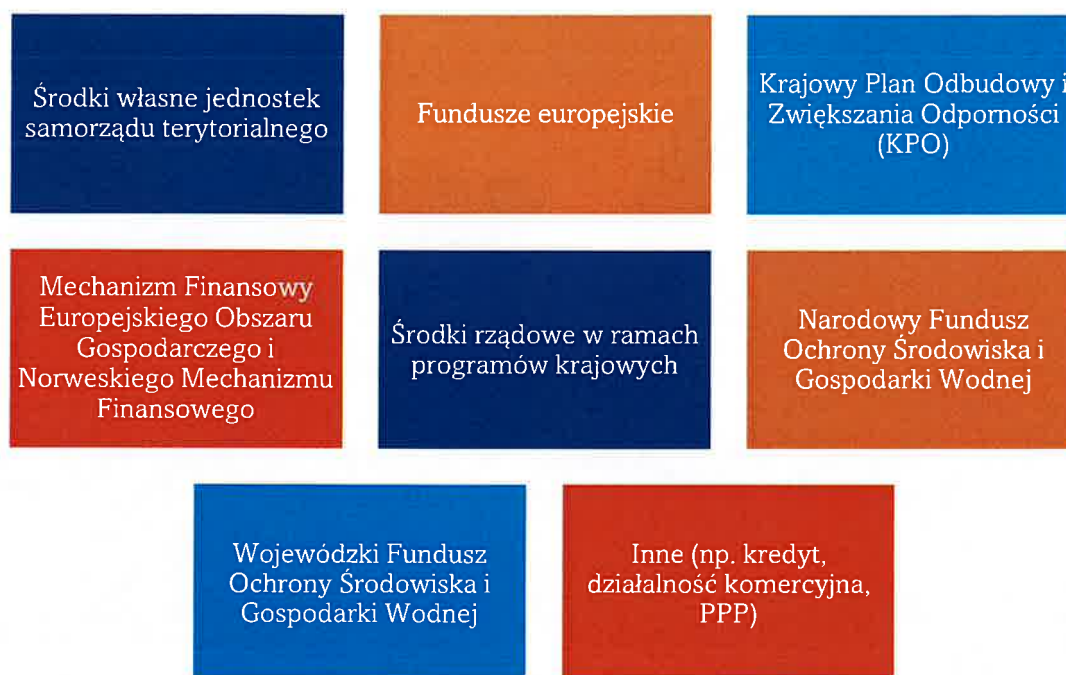 Środki własne jednostek
samorządu terytorialnego
Fundusze europejskie
Krajowy Plan Odbudowy i
Zwiększania Odporności
(KPO)
Mechanizm Finansowy
Europejskiego Obszaru
Gospodarczego i
Norweskiego Mechanizmu
Finansowego
Środki rządowe w ramach
programów krajowych
Narodowy Fundusz
Ochrony Środowiska i
Gospodarki Wodnej
Wojewódzki Fundusz
Ochrony Środowiska i
Gospodarki Wodnej
Inne (np. kredyt,
działalność komercyjna,
PPP)